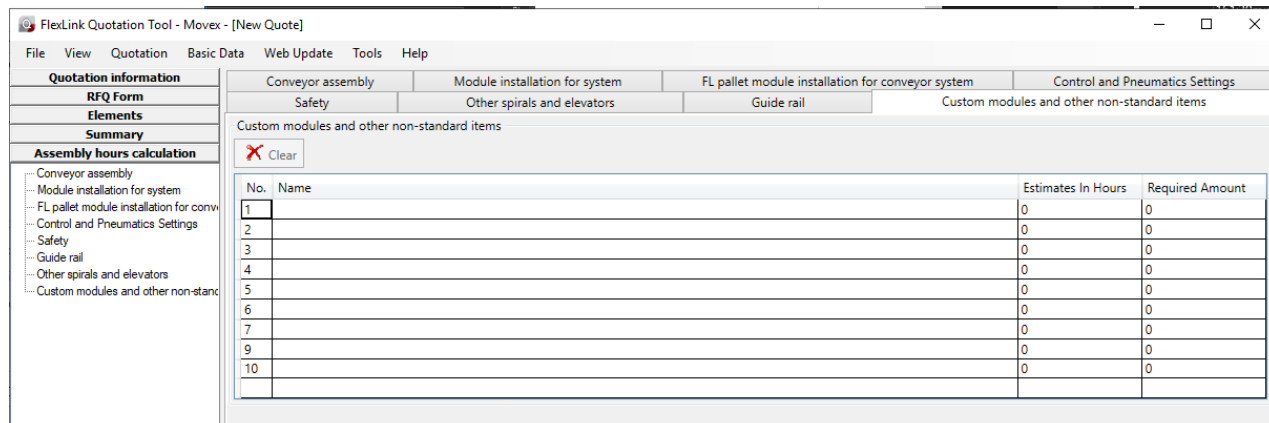 FlexLink Quotation Tool - Movex - [New Quote]
File View Quotation Basic Data Web Update Tools Help
Quotation information
RFQ Form
Elements
Summary
Assembly hours calculation
Conveyor assembly
Module installation for system
FL pallet module installation for conve
Control and Pneumatics Settings
Safety
Guide rail
Other spirals and elevators
Custom modules and other non-stand
Conveyor assembly Module installation for system FL pallet module installation for conveyor system Control and Pneumatics Settings
Safety Other spirals and elevators Guide rail Custom modules and other non-standard items
Custom modules and other non-standard items
Clear
No. Name Estimates In Hours Required Amount
1 0 0
2 0 0
3 0 0
4 0 0
5 0 0
6 0 0
7 0 0
9 0 0
10 0 0